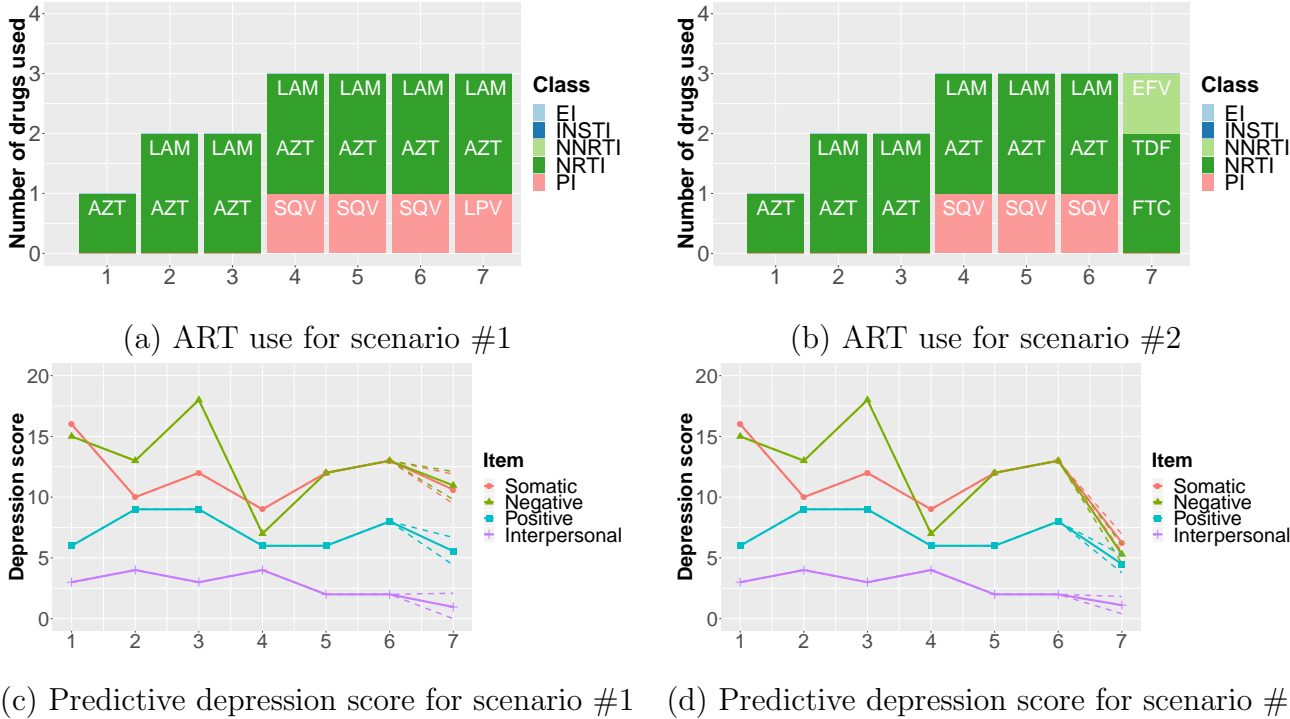 Number of drugs used
4
3
2
1
0
LAM LAM LAM LAM
LAM LAM AZT AZT AZT AZT
AZT AZT AZT SQV SQV SQV LPV
1 2 3 4 5 6 7
Class
EI
INSTI
NNRTI
NRTI
PI
(a) ART use for scenario #1
Number of drugs used
4
3
2
1
0
LAM LAM LAM EFV
LAM LAM AZT AZT AZT TDF
AZT AZT AZT SQV SQV SQV FTC
1 2 3 4 5 6 7
Class
EI
INSTI
NNRTI
NRTI
PI
(b) ART use for scenario #2
Depression score
20
15
10
5
0
1 2 3 4 5 6 7
Item
Somatic
Negative
Positive
Interpersonal
(c) Predictive depression score for scenario #1
Depression score
20
15
10
5
0
1 2 3 4 5 6 7
Item
Somatic
Negative
Positive
Interpersonal
(d) Predictive depression score for scenario #